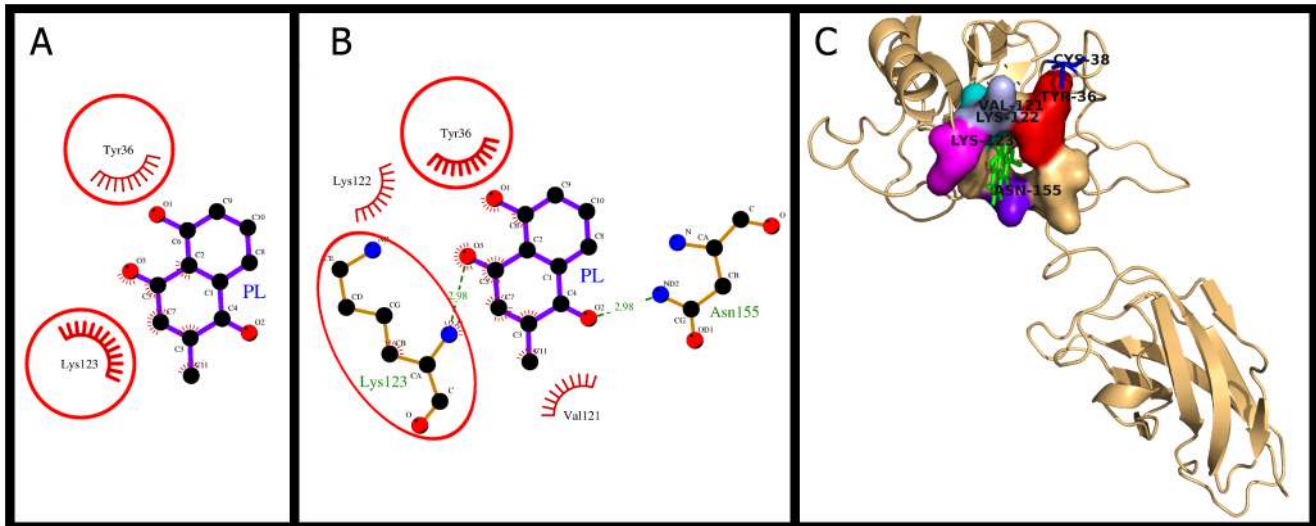 A
Tyr36
O1
C9
C10
C6
C2
C8
O3
C1
C5
PL
C7
C4
O2
C3
C11
Lys123
B
Tyr36
Lys122
O1
C9
C10
C6
C2
C8
O3
C5
C1
PL
C7
C4
O2
C3
C11
CE
CD
CG
CB
CA
C
O
2.98
Lys123
Val121
2.98
N
CA
C
O
CB
ND2
CG
OD1
Asn155
C
CYS-38
TYR-36
VAL-121
LYS-122
LYS-123
ASN-155